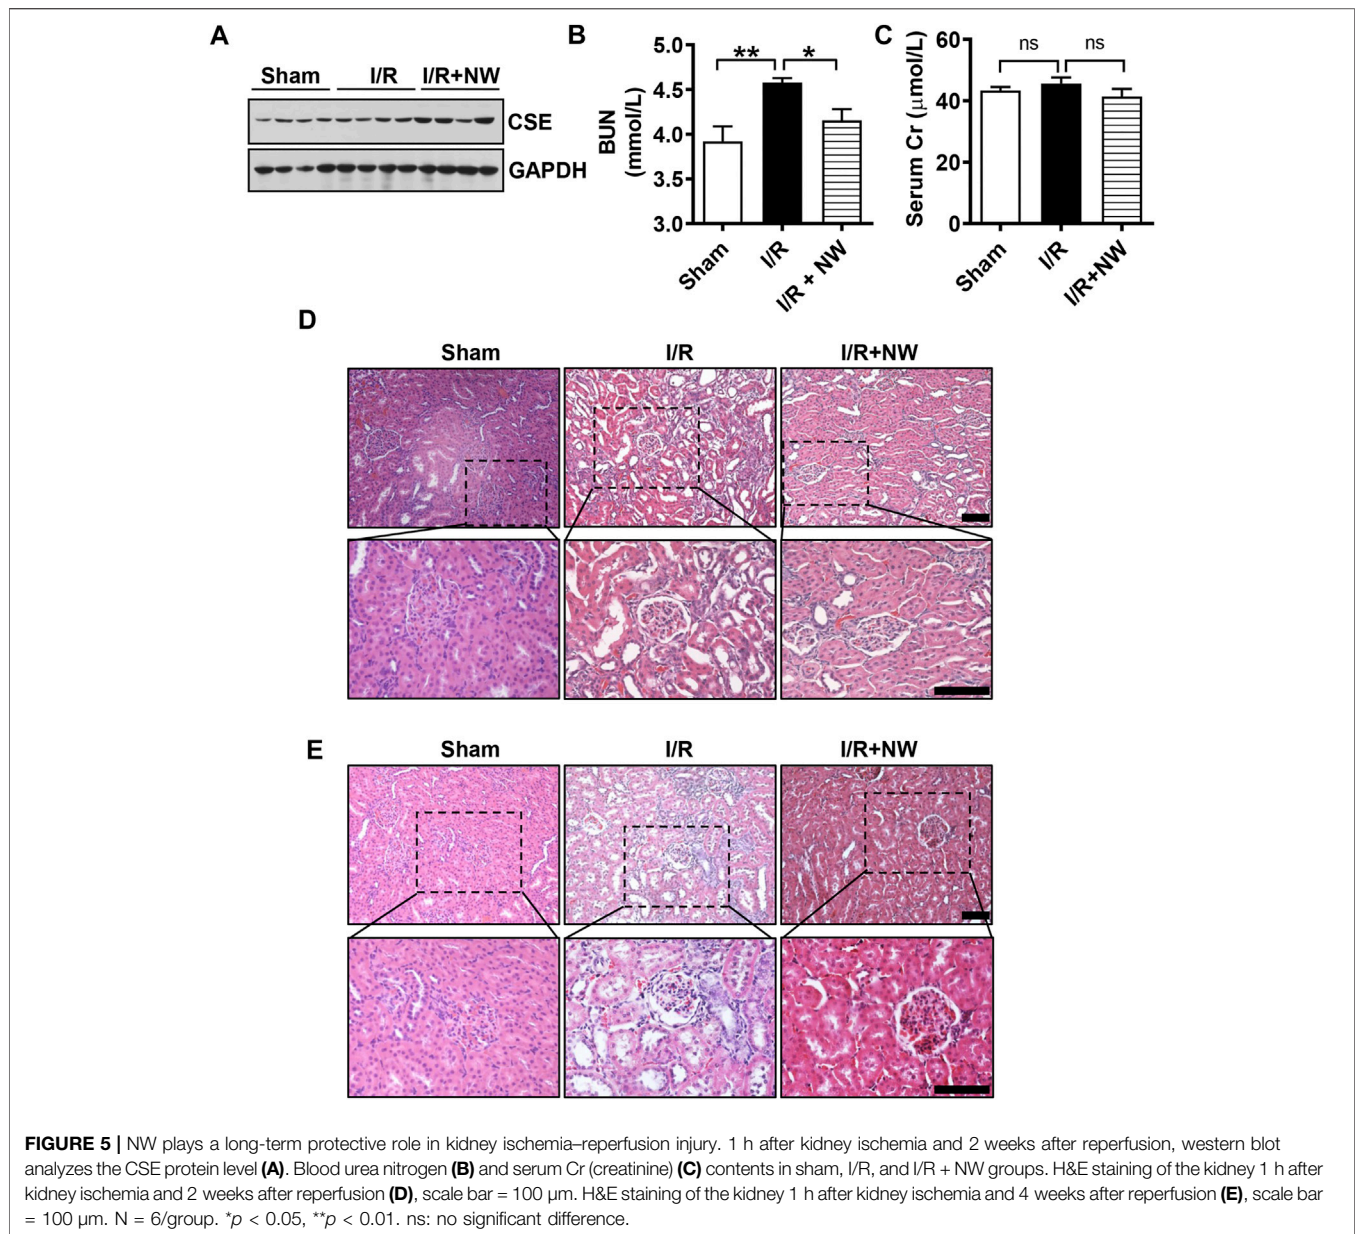 A
Sham I/R I/R+NW
CSE
GAPDH
B
BUN
(mmol/L)
5.0
4.5
4.0
3.5
3.0
** *
Sham
I/R
I/R + NW
C
Serum Cr (μmol/L)
60
40
20
0
ns ns
Sham
I/R
I/R+NW
D
Sham I/R I/R+NW
E
Sham I/R I/R+NW
FIGURE 5 | NW plays a long-term protective role in kidney ischemia–reperfusion injury. 1 h after kidney ischemia and 2 weeks after reperfusion, western blot
analyzes the CSE protein level (A). Blood urea nitrogen (B) and serum Cr (creatinine) (C) contents in sham, I/R, and I/R + NW groups. H&E staining of the kidney 1 h after
kidney ischemia and 2 weeks after reperfusion (D), scale bar = 100 μm. H&E staining of the kidney 1 h after kidney ischemia and 4 weeks after reperfusion (E), scale bar
= 100 μm. N = 6/group. *p < 0.05, **p < 0.01. ns: no significant difference.